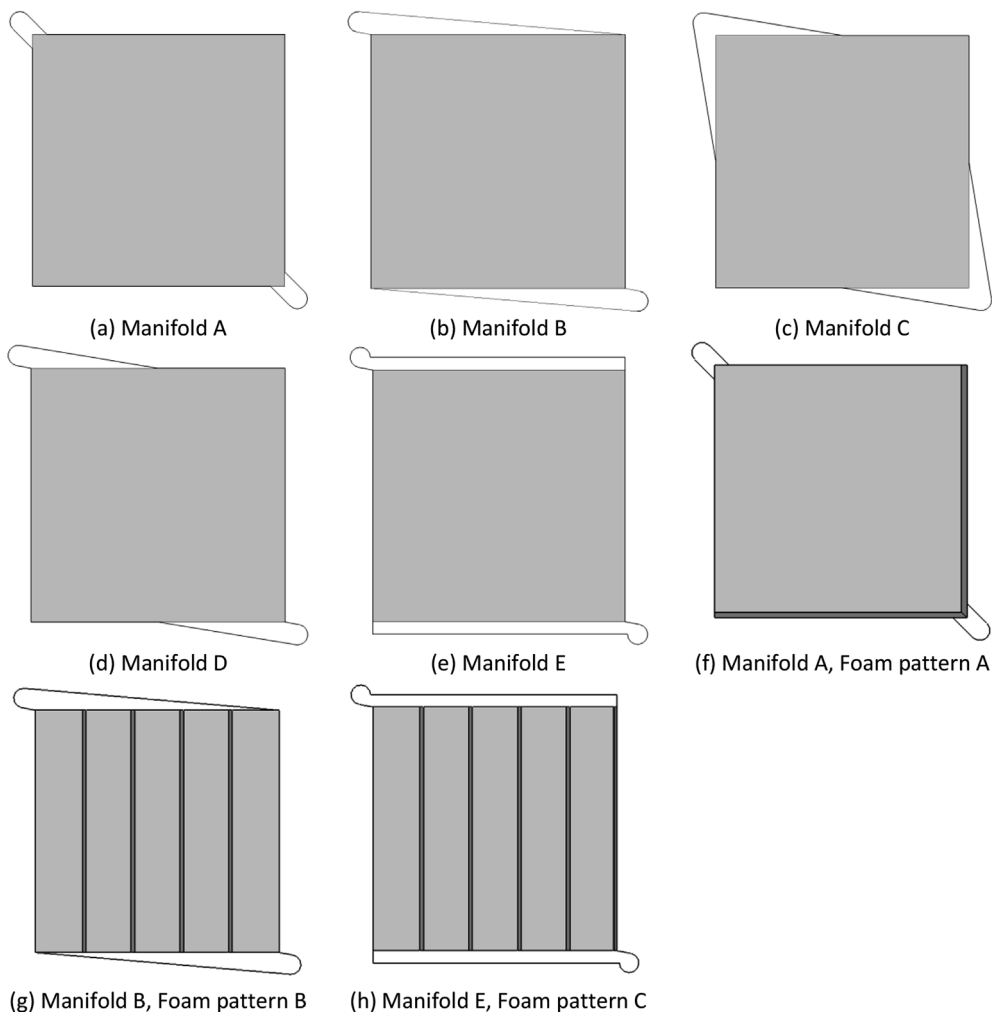 (a) Manifold A
(b) Manifold B
(c) Manifold C
(d) Manifold D
(e) Manifold E
(f) Manifold A, Foam pattern A
(g) Manifold B, Foam pattern B
(h) Manifold E, Foam pattern C